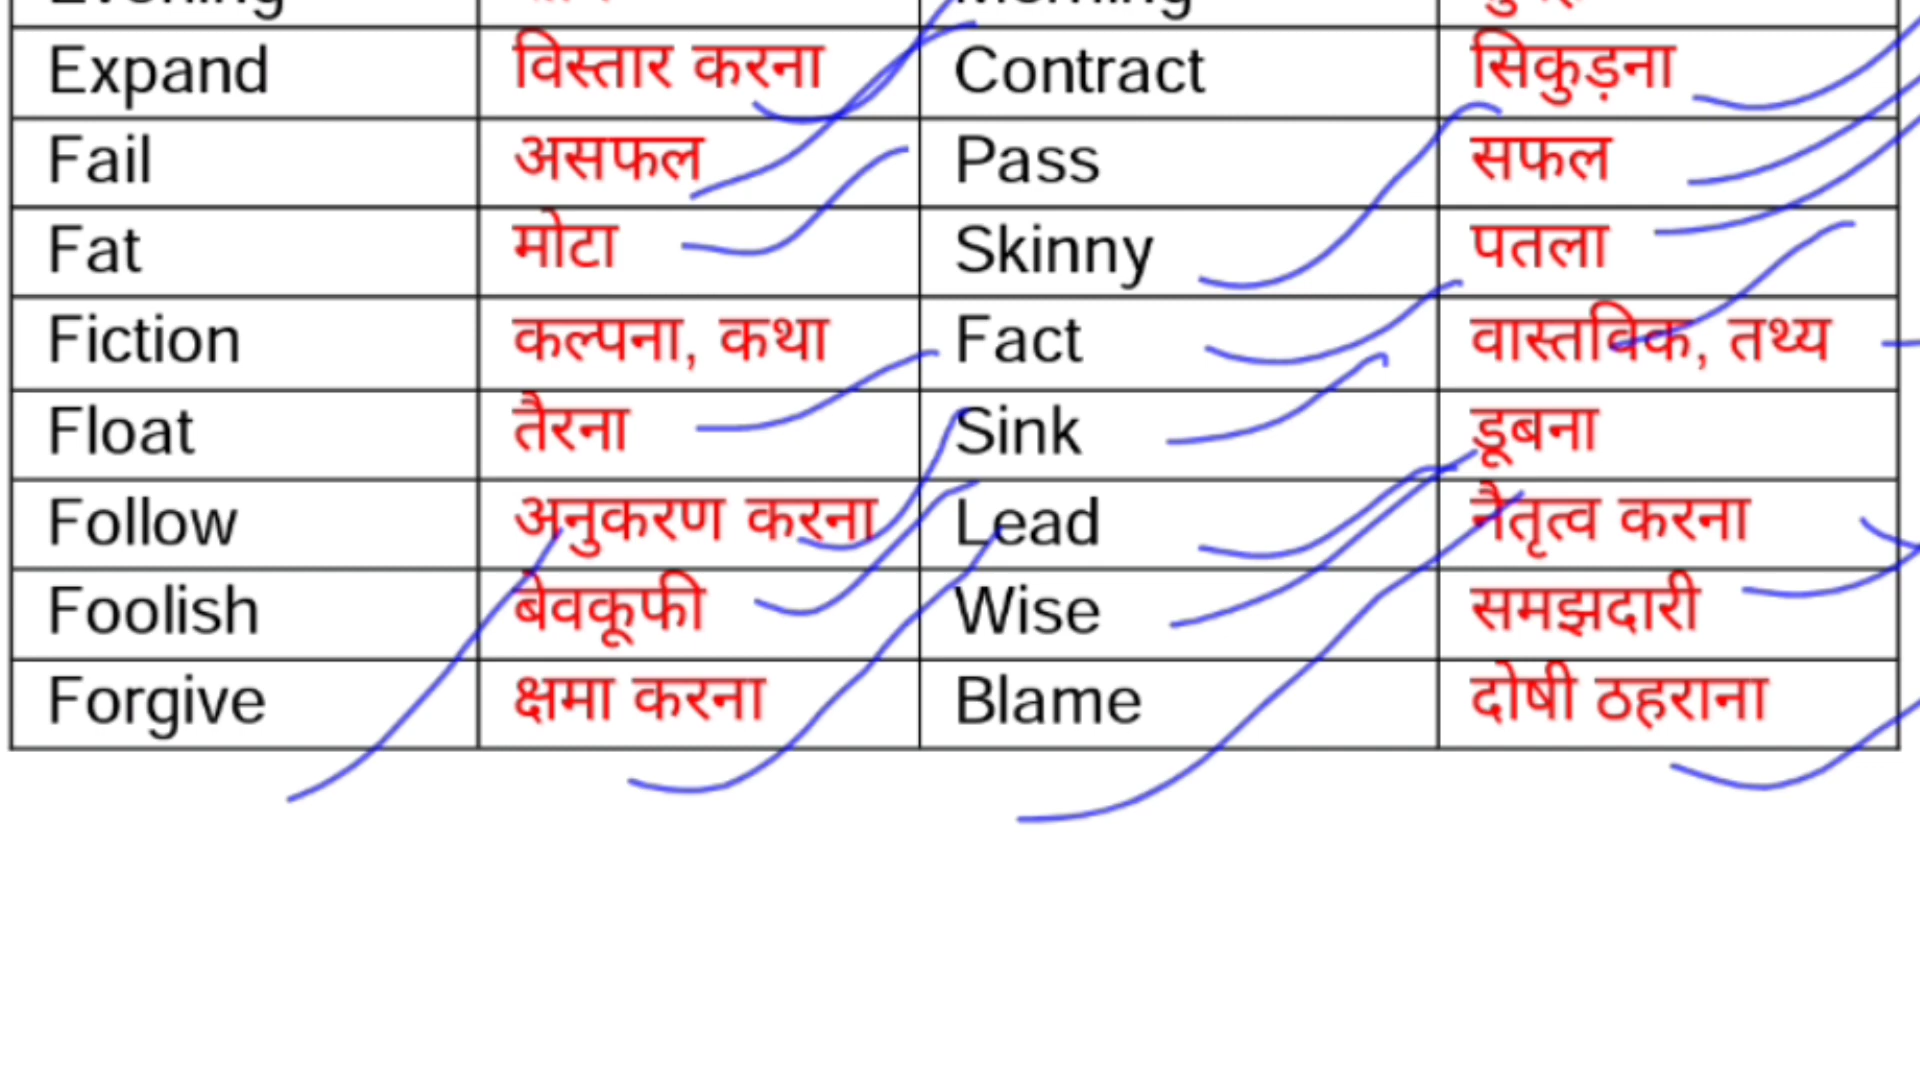 Expand विस्तार करना Contract सिकुड़ना
Fail असफल Pass सफल
Fat मोटा Skinny पतला
Fiction कल्पना, कथा Fact वास्तविक, तथ्य
Float तैरना Sink डूबना
Follow अनुकरण करना Lead नैतृत्व करना
Foolish बेवकूफी Wise समझदारी
Forgive क्षमा करना Blame दोषी ठहराना